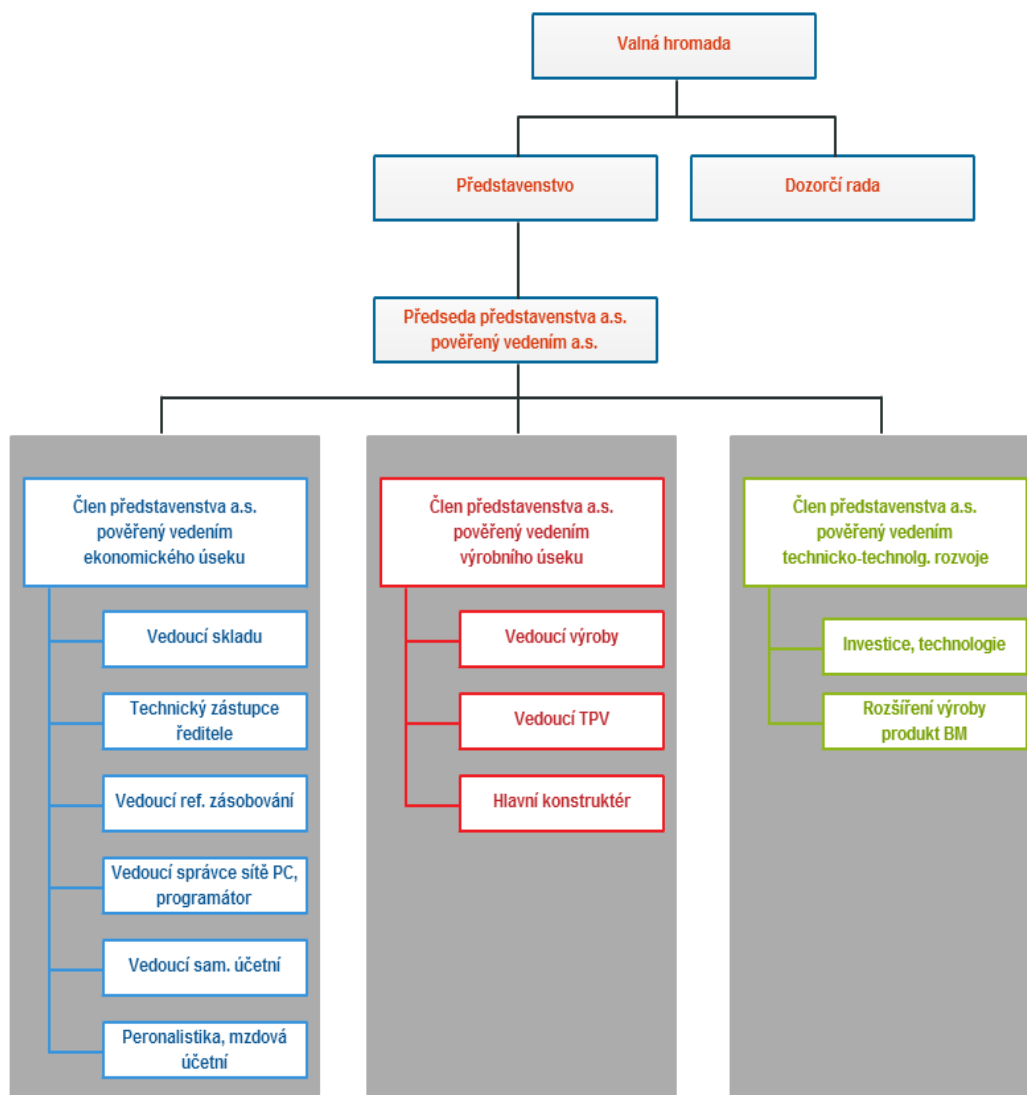 Valná hromada
Představenstvo
Dozorčí rada
Předseda představenstva a.s.
pověřený vedením a.s.
Člen představenstva a.s.
pověřený vedením
ekonomického úseku
Vedoucí skladu
Technický zástupce
ředitele
Vedoucí ref. zásobování
Vedoucí správce sítě PC,
programátor
Vedoucí sam. účetní
Peronalistika, mzdová
účetní
Člen představenstva a.s.
pověřený vedením
výrobního úseku
Vedoucí výroby
Vedoucí TPV
Hlavní konstruktér
Člen představenstva a.s.
pověřený vedením
technicko-technolg. rozvoje
Investice, technologie
Rozšíření výroby
produkt BM